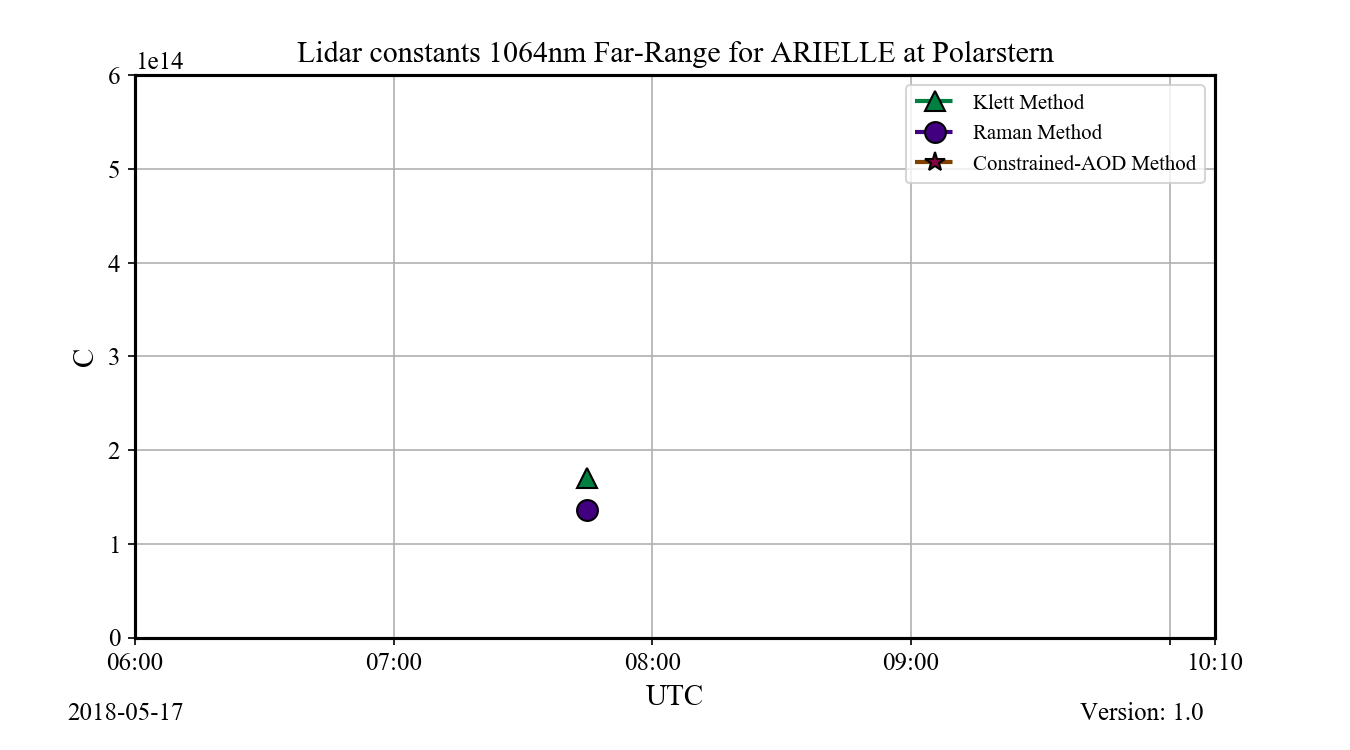 Lidar constants 1064nm Far-Range for ARIELLE at Polarstern
1e14
6
5
4
3
2
1
0
C
Klett Method
Raman Method
Constrained-AOD Method
06:00 07:00 08:00 09:00 10:10
UTC
2018-05-17 Version: 1.0